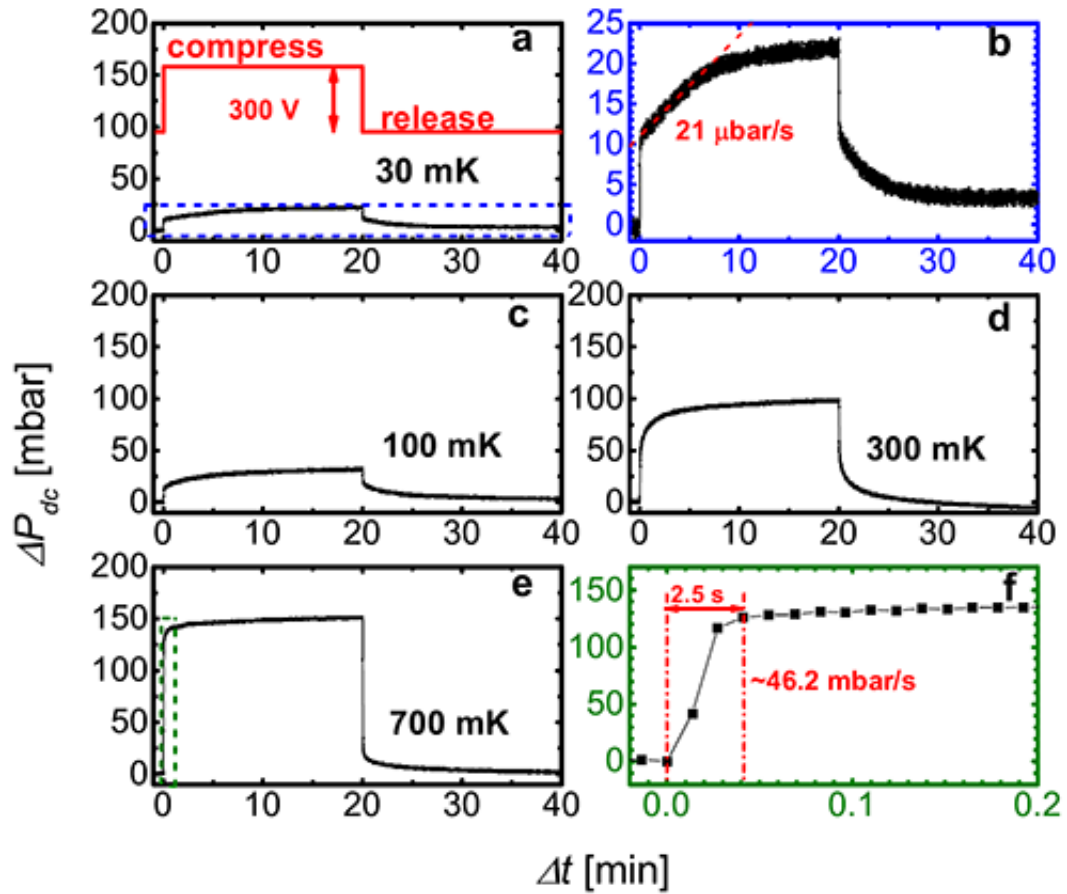 ΔP_dc [mbar]
200
150
100
50
0
a
compress
300 V
release
30 mK
0 10 20 30 40
25
20
15
10
5
0
b
21 μbar/s
0 10 20 30 40
200
150
100
50
0
c
100 mK
0 10 20 30 40
200
150
100
50
0
d
300 mK
0 10 20 30 40
200
150
100
50
0
e
700 mK
0 10 20 30 40
150
100
50
0
f
2.5 s
~46.2 mbar/s
0.0 0.1 0.2
Δt [min]